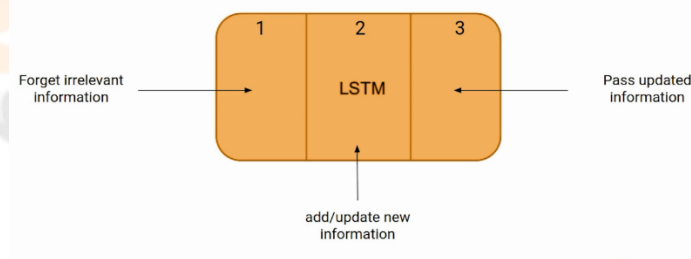 1 2 3
Forget irrelevant
information
LSTM
Pass updated
information
add/update new
information